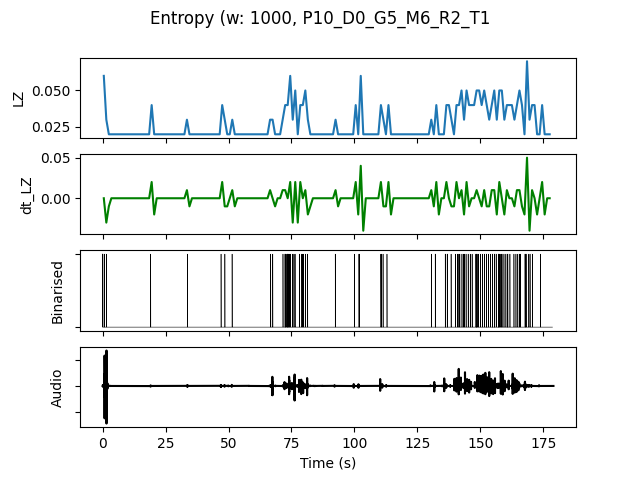 Entropy (w: 1000, P10_D0_G5_M6_R2_T1
LZ
0.050
0.025
dt_LZ
0.05
0.00
Binarised
Audio
0 25 50 75 100 125 150 175
Time (s)